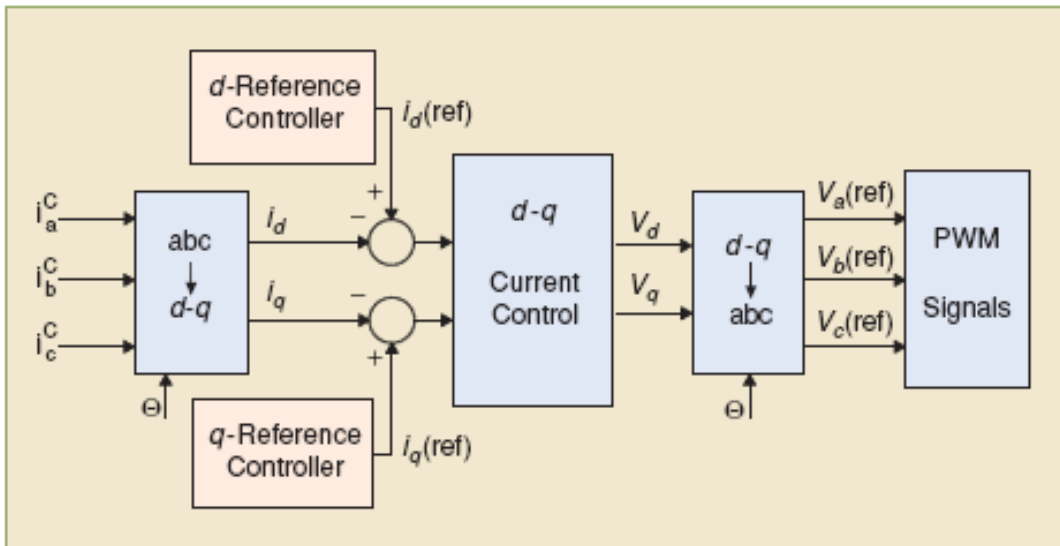 d-Reference
Controller
i_d(ref)
+
−
i_a^C
i_b^C
i_c^C
abc
d-q
Θ
i_d
i_q
−
+
q-Reference
Controller
i_q(ref)
d-q
Current
Control
V_d
V_q
d-q
abc
Θ
V_a(ref)
V_b(ref)
V_c(ref)
PWM
Signals